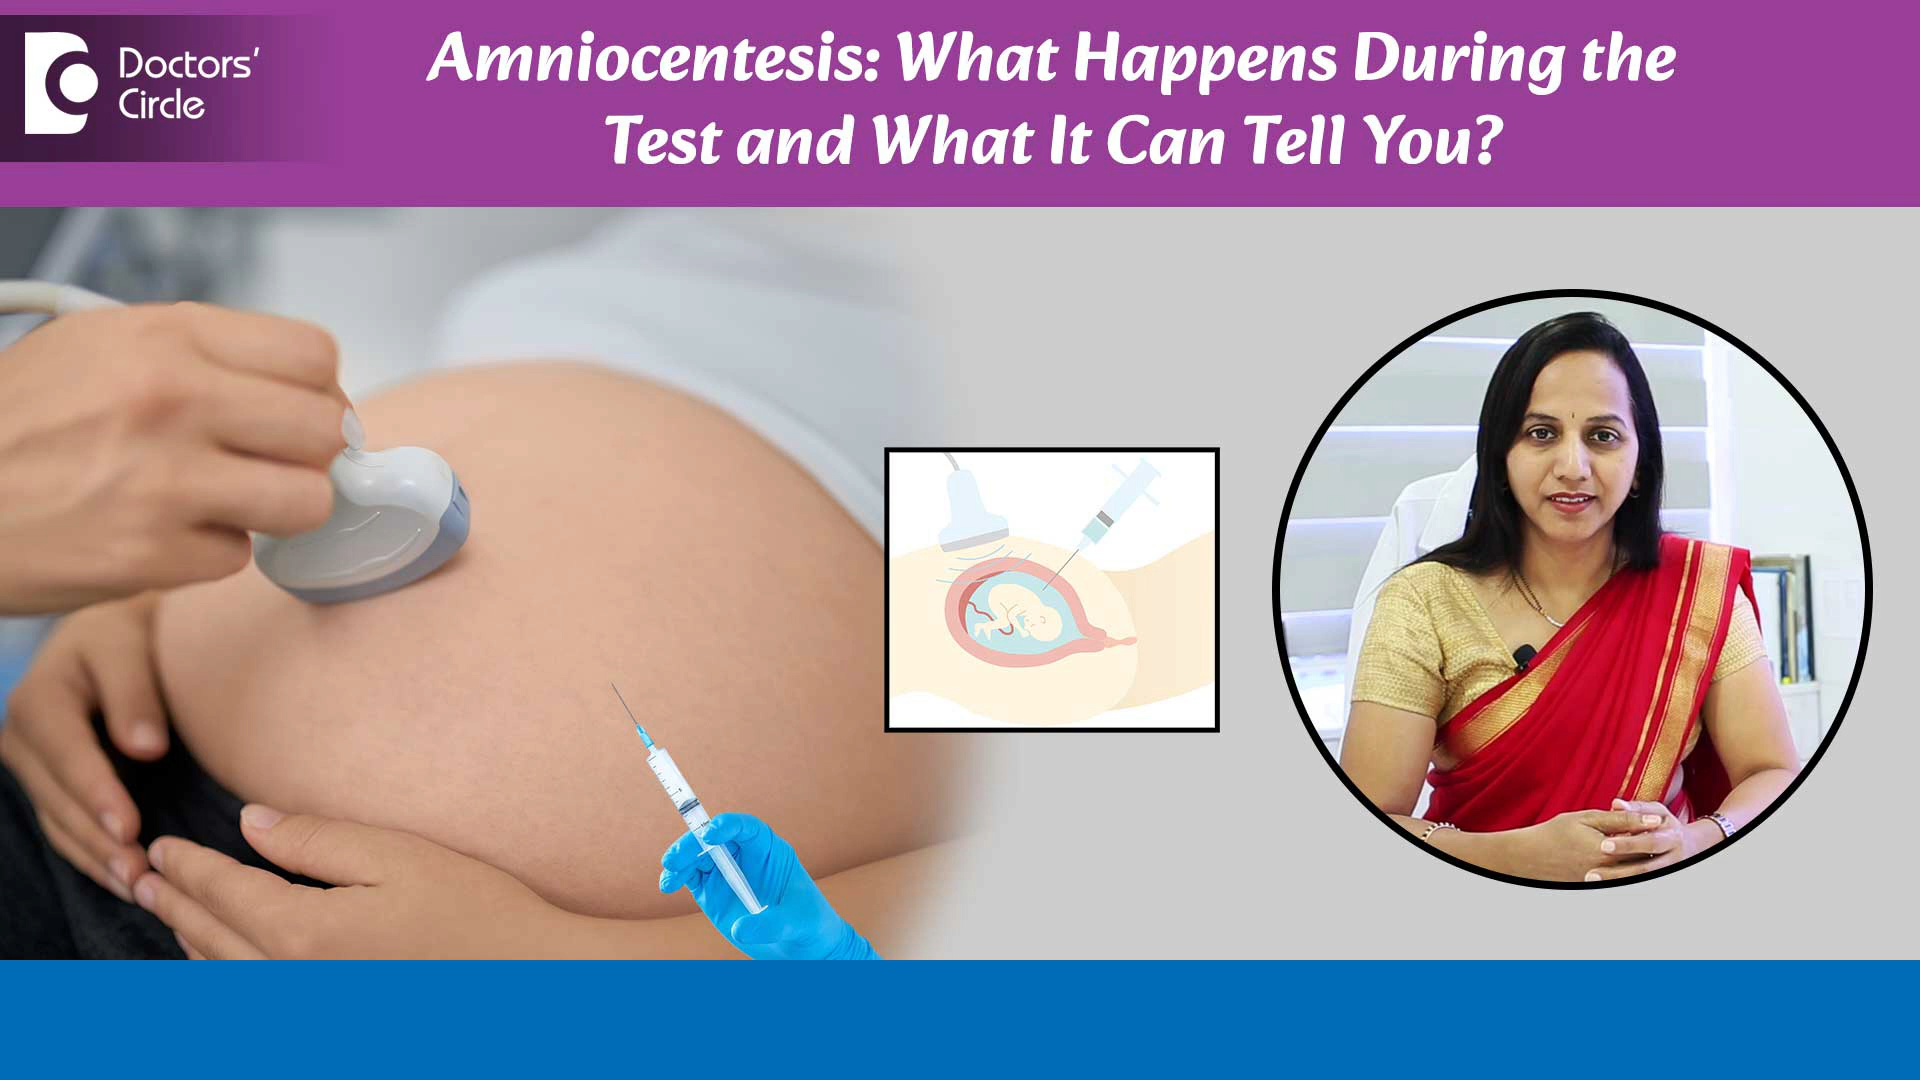 Doctors'
Circle
Amniocentesis: What Happens During the
Test and What It Can Tell You?